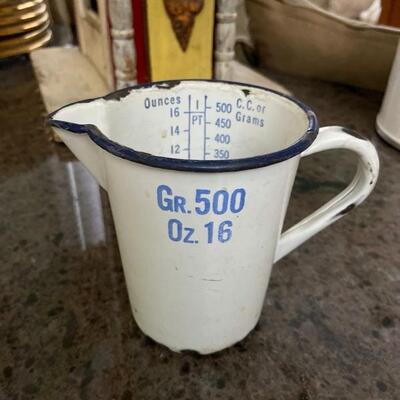 Ounces 1 500 C.C. or
16 PT 450 Grams
14 400
12 350
GR. 500
Oz. 16